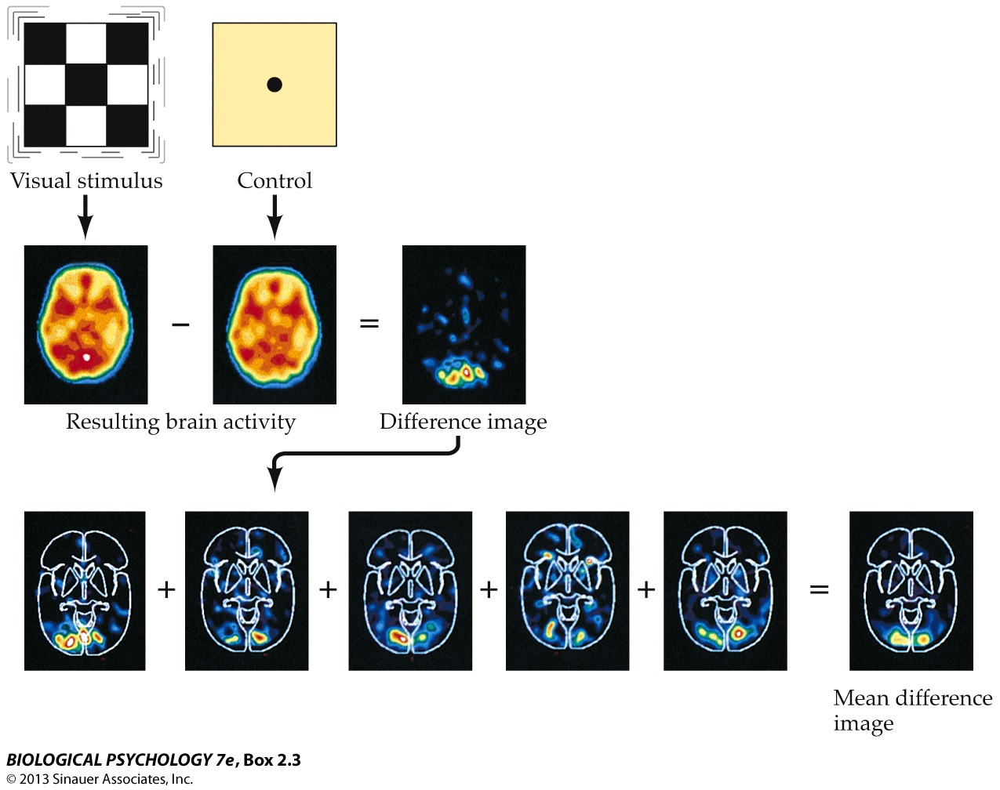 Visual stimulus
Control
−
=
Resulting brain activity
Difference image
+
+
+
+
=
Mean difference
image
BIOLOGICAL PSYCHOLOGY 7e, Box 2.3
© 2013 Sinauer Associates, Inc.